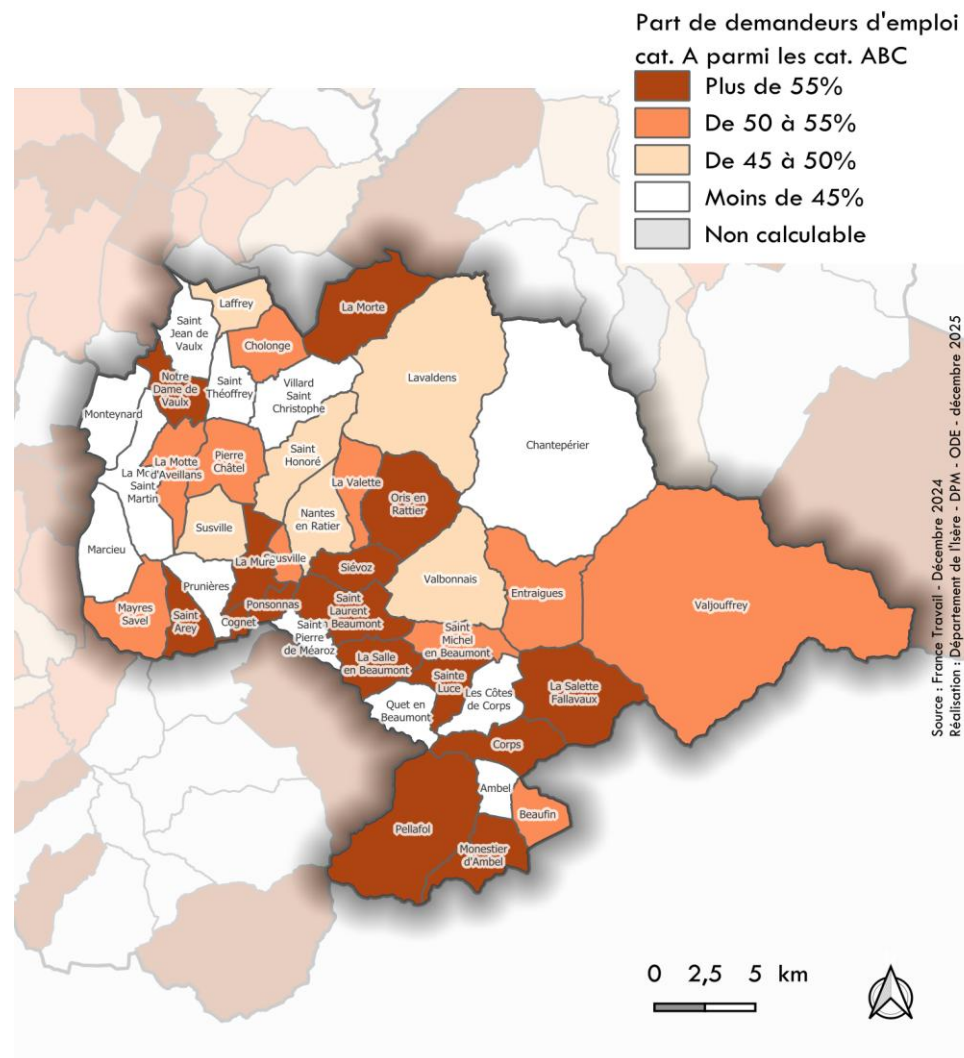 Part de demandeurs d'emploi
cat. A parmi les cat. ABC
Plus de 55%
De 50 à 55%
De 45 à 50%
Moins de 45%
Non calculable
Laffrey
La Morte
Saint
Jean de
Vaulx
Cholonge
Notre
Dame de
Vaulx
Saint
Théoffrey
Villard
Saint
Christophe
Lavaldens
Monteynard
Chantepérier
La Motte
d'Aveillans
Pierre
Châtel
Saint
Honoré
La Mo
Saint
Martin
La Valette
Oris en
Rattier
Susville
Nantes
en Ratier
Marcieu
La Mure
Sousville
Siévoz
Valbonnais
Prunières
Entraigues
Valjouffrey
Mayres
Savel
Saint
Arey
Cognet
Ponsonnas
Saint
Laurent
Beaumont
Saint
Pierre
de Méaroz
Saint
Michel
en Beaumont
La Salle
en Beaumont
Sainte
Luce
Les Côtes
de Corps
La Salette
Fallavaux
Quet en
Beaumont
Corps
Ambel
Beaufin
Pellafol
Monestier
d'Ambel
0 2,5 5 km
Source : France Travail - Décembre 2024
Réalisation : Département de l'Isère - DPM - ODE - décembre 2025